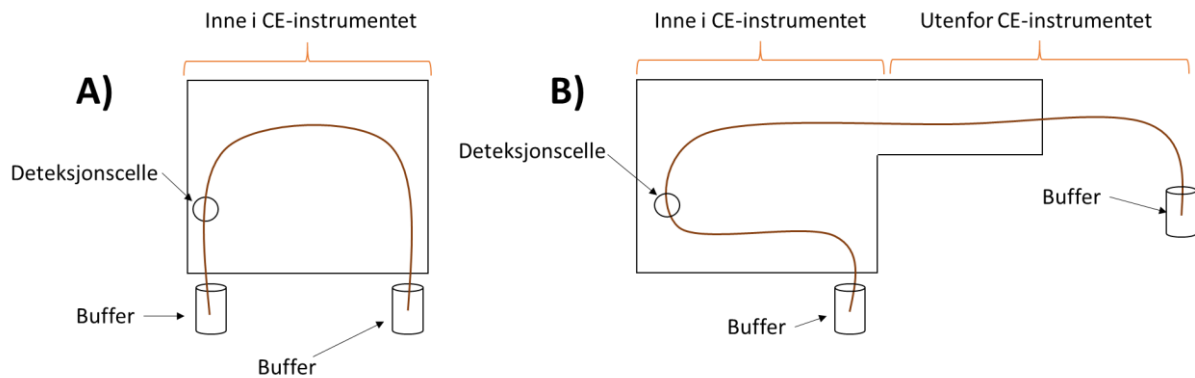 Inne i CE-instrumentet
A)
Deteksjonscelle
Buffer
Buffer
Inne i CE-instrumentet
Utenfor CE-instrumentet
B)
Deteksjonscelle
Buffer
Buffer